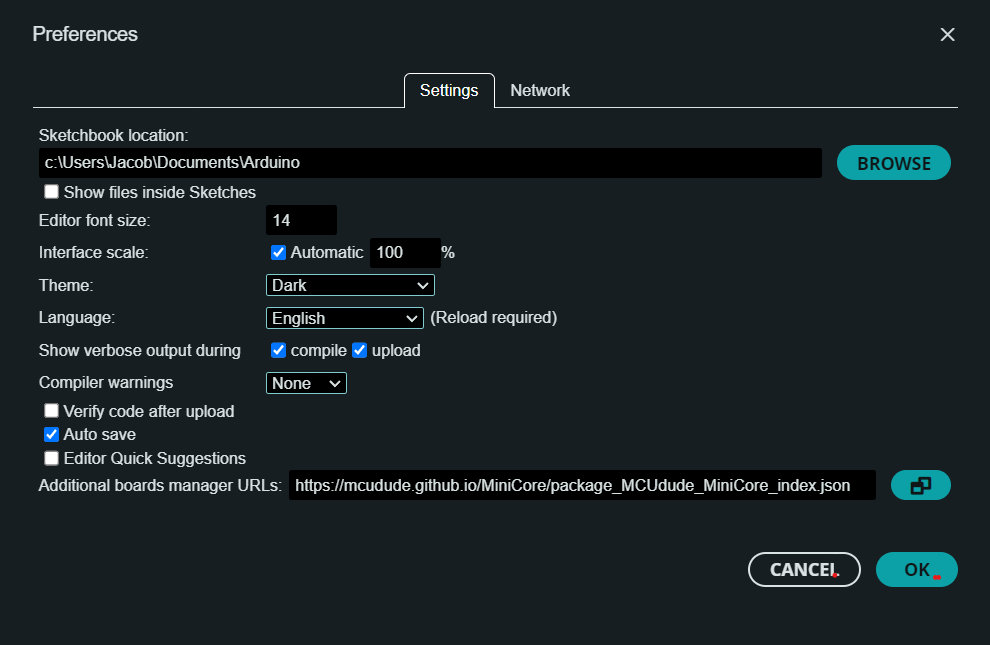 Preferences
Settings Network
Sketchbook location:
c:\Users\Jacob\Documents\Arduino
BROWSE
Show files inside Sketches
Editor font size: 14
Interface scale: Automatic 100 %
Theme: Dark
Language: English (Reload required)
Show verbose output during compile upload
Compiler warnings None
Verify code after upload
Auto save
Editor Quick Suggestions
Additional boards manager URLs: https://mcudude.github.io/MiniCore/package_MCUdude_MiniCore_index.json
CANCEL OK